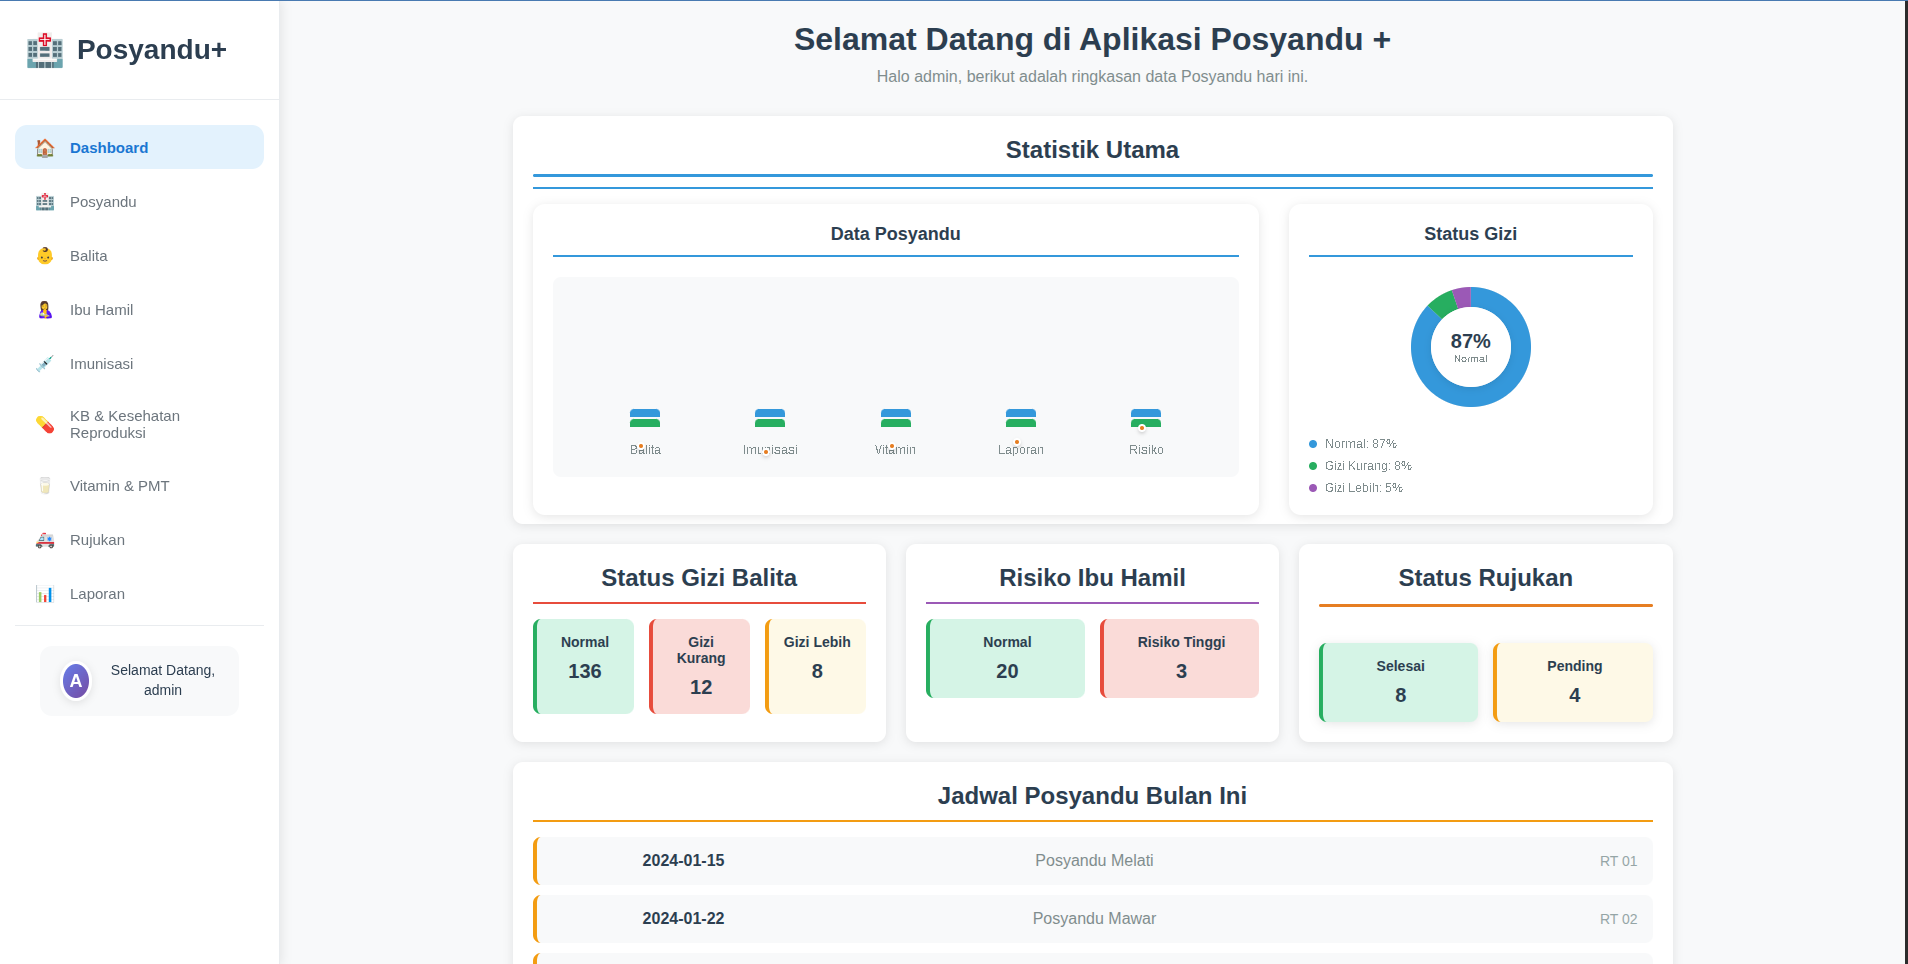 Posyandu+
Dashboard
Posyandu
Balita
Ibu Hamil
Imunisasi
KB & Kesehatan
Reproduksi
Vitamin & PMT
Rujukan
Laporan
A
Selamat Datang,
admin
Selamat Datang di Aplikasi Posyandu +
Halo admin, berikut adalah ringkasan data Posyandu hari ini.
Statistik Utama
Data Posyandu
Balita
Imunisasi
Vitamin
Laporan
Risiko
Status Gizi
87%
Normal
Normal: 87%
Gizi Kurang: 8%
Gizi Lebih: 5%
Status Gizi Balita
Normal
136
Gizi
Kurang
12
Gizi Lebih
8
Risiko Ibu Hamil
Normal
20
Risiko Tinggi
3
Status Rujukan
Selesai
8
Pending
4
Jadwal Posyandu Bulan Ini
2024-01-15 Posyandu Melati RT 01
2024-01-22 Posyandu Mawar RT 02